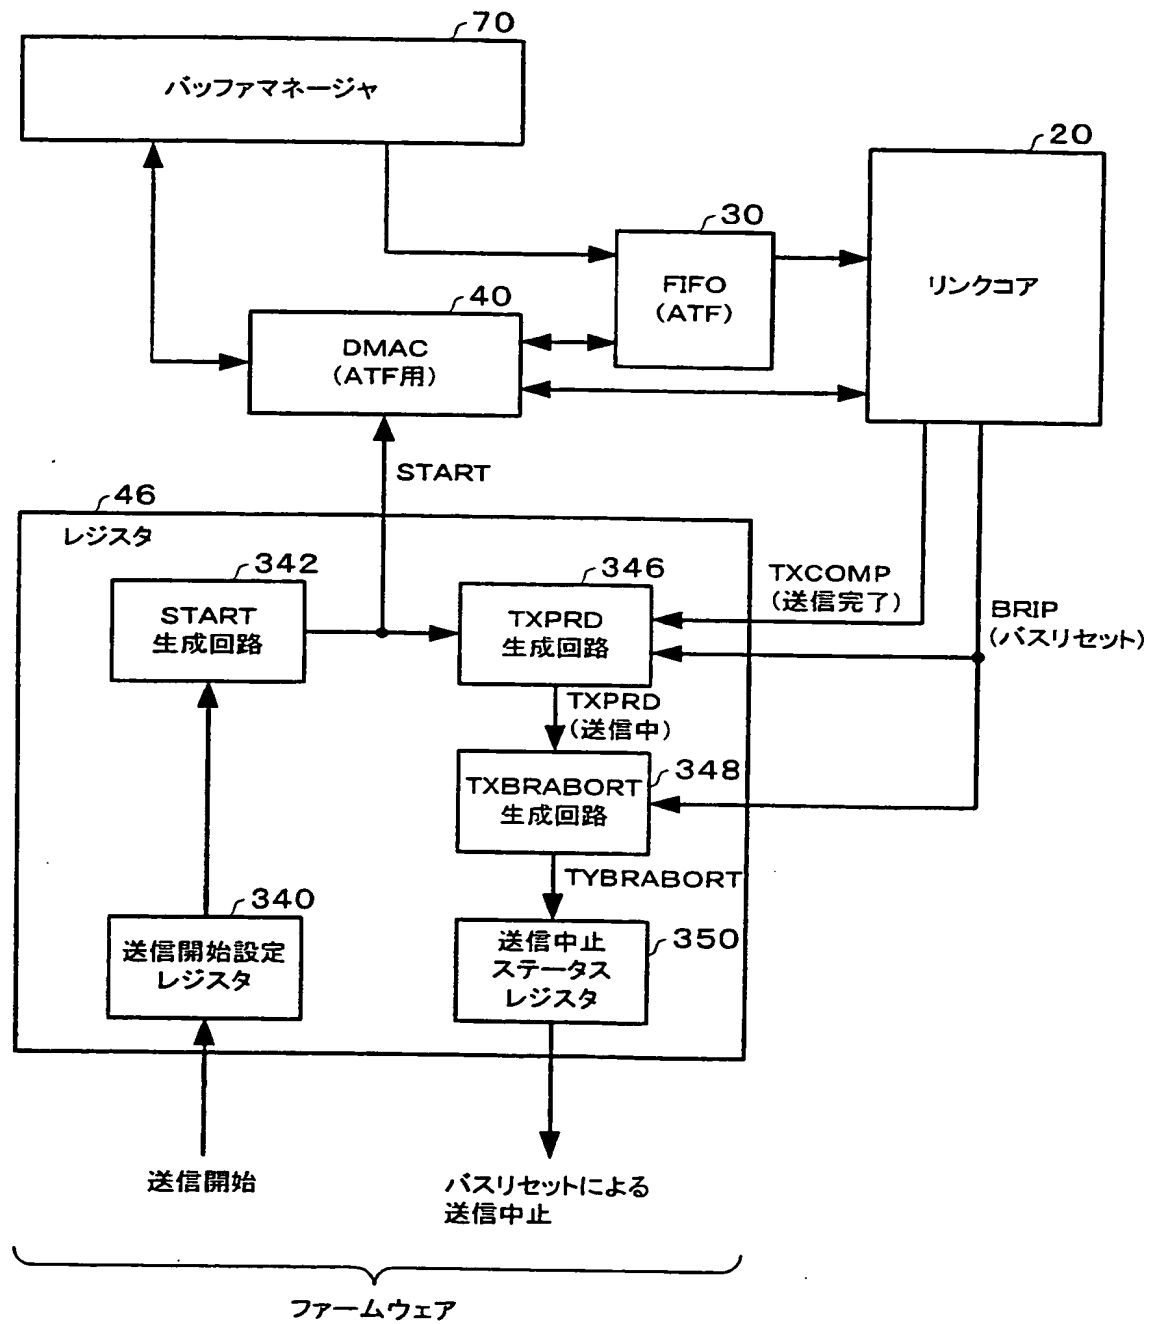 70
バッファマネージャ
20
リンクコア
30
FIFO
(ATF)
40
DMAC
(ATF用)
START
46
レジスタ
342
START
生成回路
346
TXPRD
生成回路
TXCOMP
(送信完了)
BRIP
(バスリセット)
TXPRD
(送信中)
348
TXBRABORT
生成回路
TYBRABORT
340
送信開始設定
レジスタ
350
送信中止
ステータス
レジスタ
送信開始
バスリセットによる
送信中止
ファームウェア